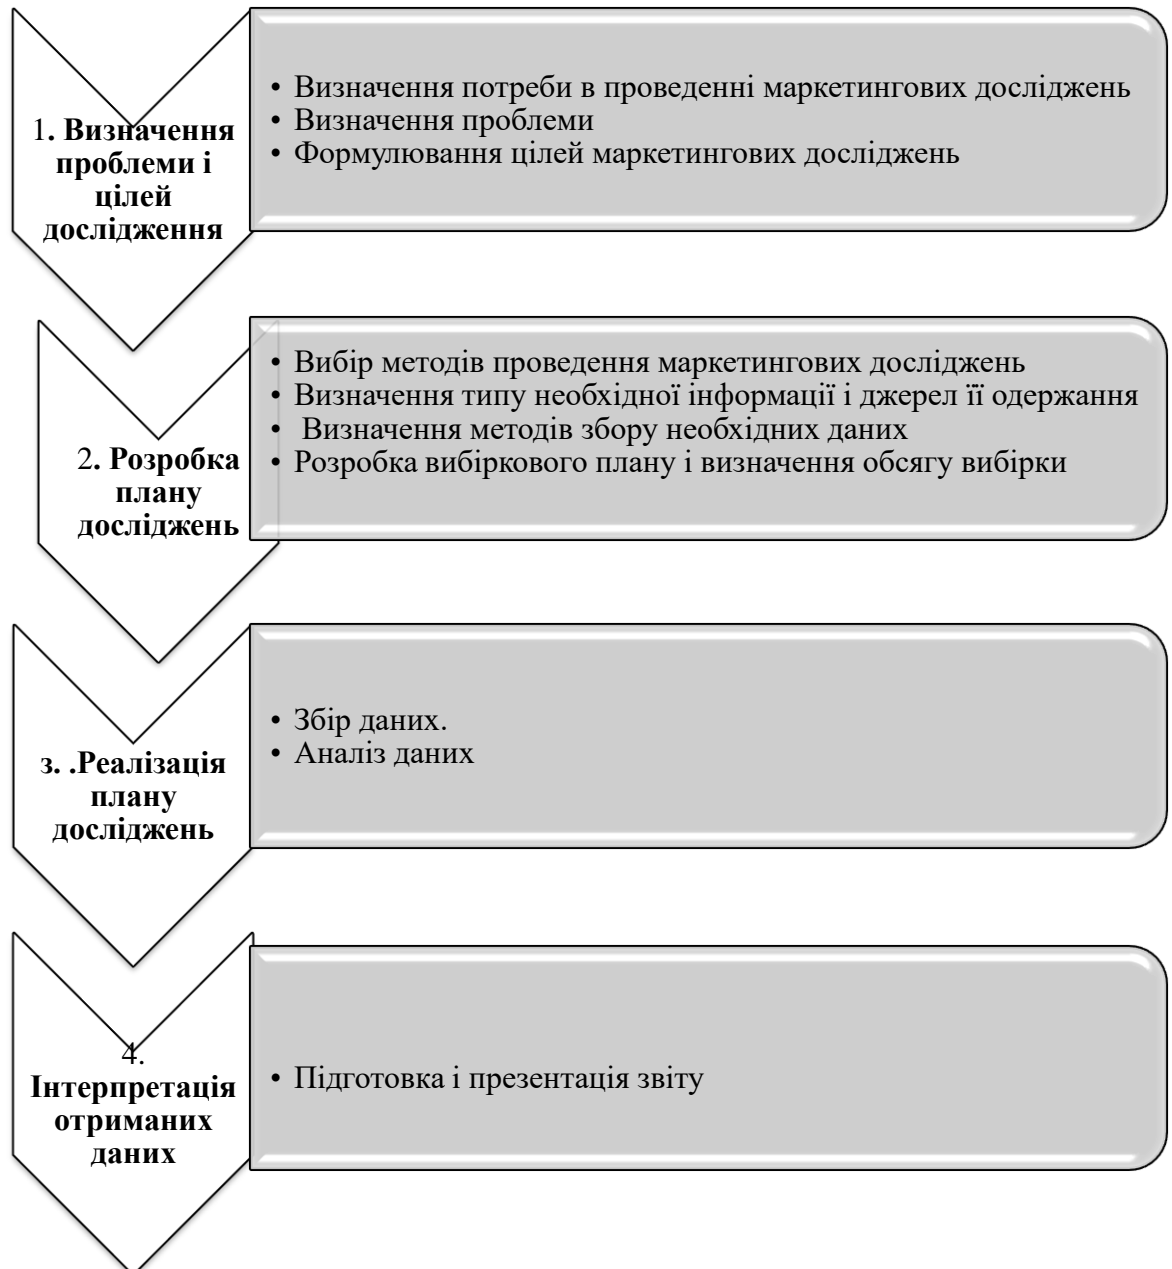 1. Визначення
проблеми і
цілей
дослідження
• Визначення потреби в проведенні маркетингових досліджень
• Визначення проблеми
• Формулювання цілей маркетингових досліджень
2. Розробка
плану
досліджень
• Вибір методів проведення маркетингових досліджень
• Визначення типу необхідної інформації і джерел її одержання
• Визначення методів збору необхідних даних
• Розробка вибіркового плану і визначення обсягу вибірки
з. .Реалізація
плану
досліджень
• Збір даних.
• Аналіз даних
4.
Інтерпретація
отриманих
даних
• Підготовка і презентація звіту